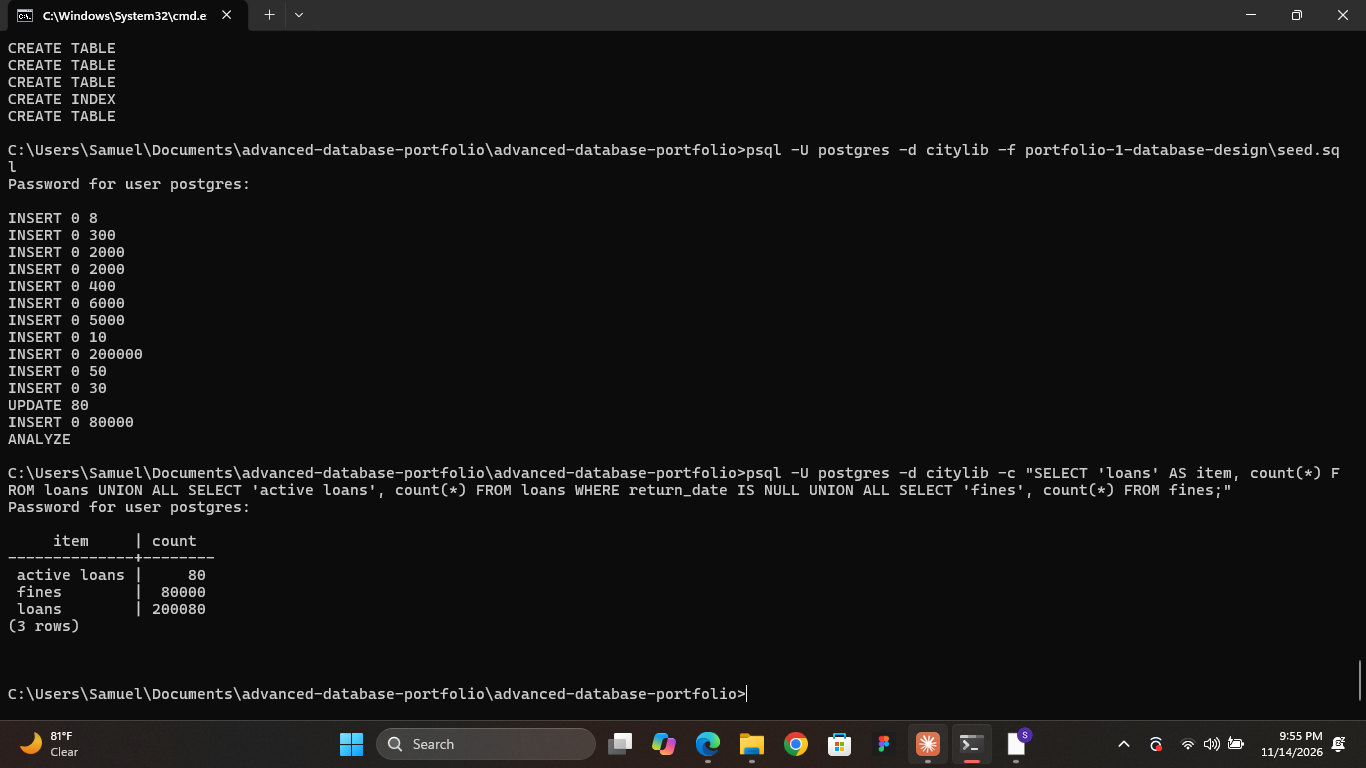 C:\Windows\System32\cmd.e
CREATE TABLE
CREATE TABLE
CREATE TABLE
CREATE INDEX
CREATE TABLE
C:\Users\Samuel\Documents\advanced-database-portfolio\advanced-database-portfolio>psql -U postgres -d citylib -f portfolio-1-database-design\seed.sq
l
Password for user postgres:
INSERT 0 8
INSERT 0 300
INSERT 0 2000
INSERT 0 2000
INSERT 0 400
INSERT 0 6000
INSERT 0 5000
INSERT 0 10
INSERT 0 200000
INSERT 0 50
INSERT 0 30
UPDATE 80
INSERT 0 80000
ANALYZE
C:\Users\Samuel\Documents\advanced-database-portfolio\advanced-database-portfolio>psql -U postgres -d citylib -c "SELECT 'loans' AS item, count(*) F
ROM loans UNION ALL SELECT 'active loans', count(*) FROM loans WHERE return_date IS NULL UNION ALL SELECT 'fines', count(*) FROM fines;"
Password for user postgres:
     item     | count
--------------+--------
 active loans |     80
 fines        |  80000
 loans        | 200080
(3 rows)
C:\Users\Samuel\Documents\advanced-database-portfolio\advanced-database-portfolio>
81°F
Clear
Search
S
9:55 PM
11/14/2026